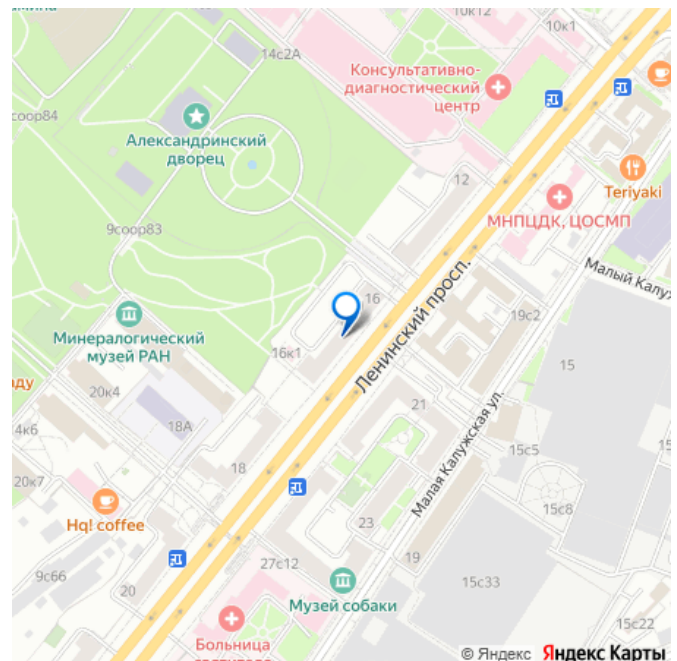 10к12
10к1
14с2А
Консультативно-
диагностический
центр
соор84
Александринский
дворец
12
Teriyaki
МНПЦДК, ЦОСМП
9соор83
Малый Калу
16
Ленинский просп.
19с2
Минералогический
музей РАН
16к1
15
20к4
21
18А
4к6
Малая Калужская ул.
15с5
18
20к7
15с8
Hq! coffee
23
19
27с12
9с66
20
15с33
Музей собаки
15с22
Больница
© Яндекс Яндекс Карты